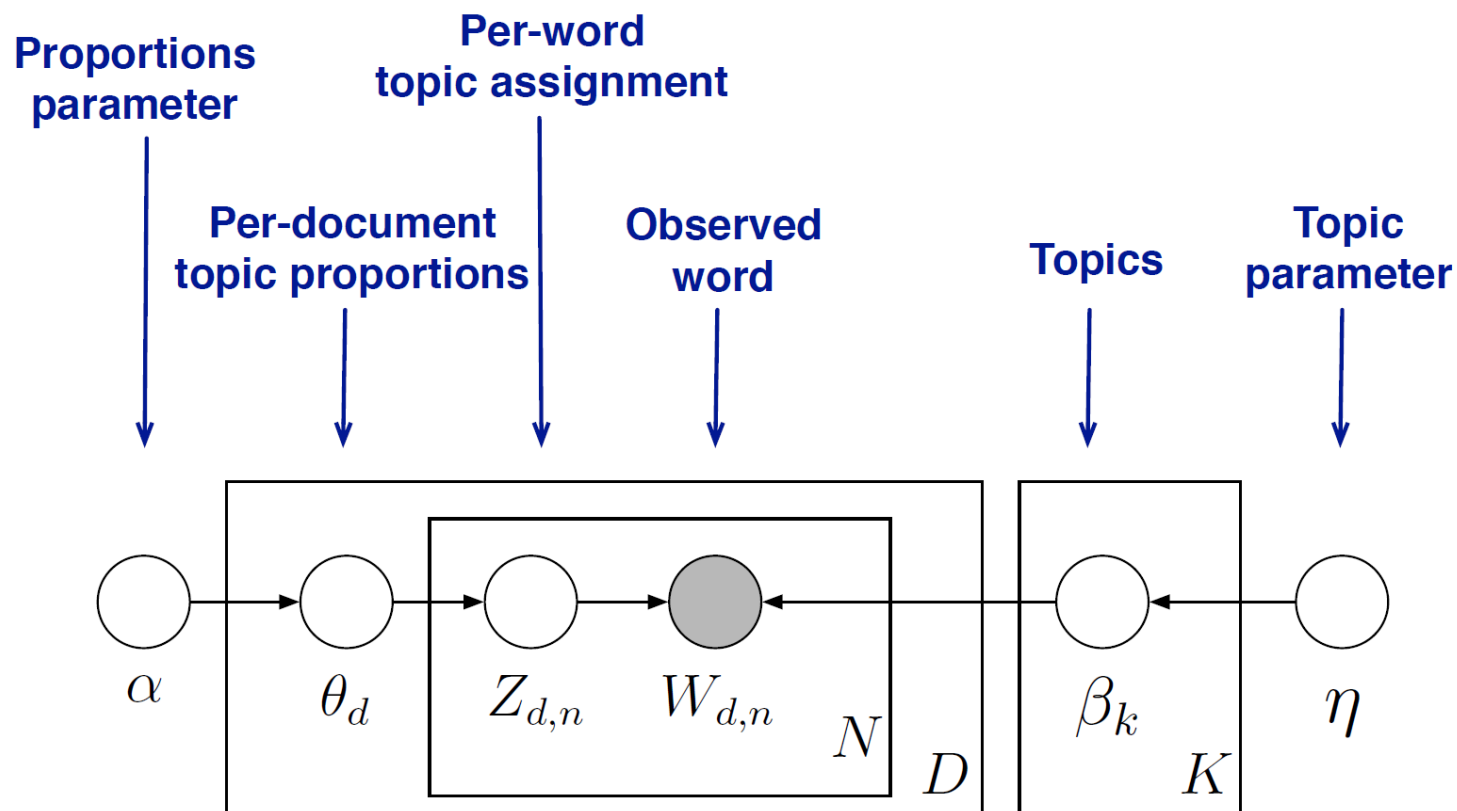 Proportions
parameter
Per-word
topic assignment
Per-document
topic proportions
Observed
word
Topics
Topic
parameter
α
θ_d
Z_{d,n}
W_{d,n}
N
D
β_k
K
η